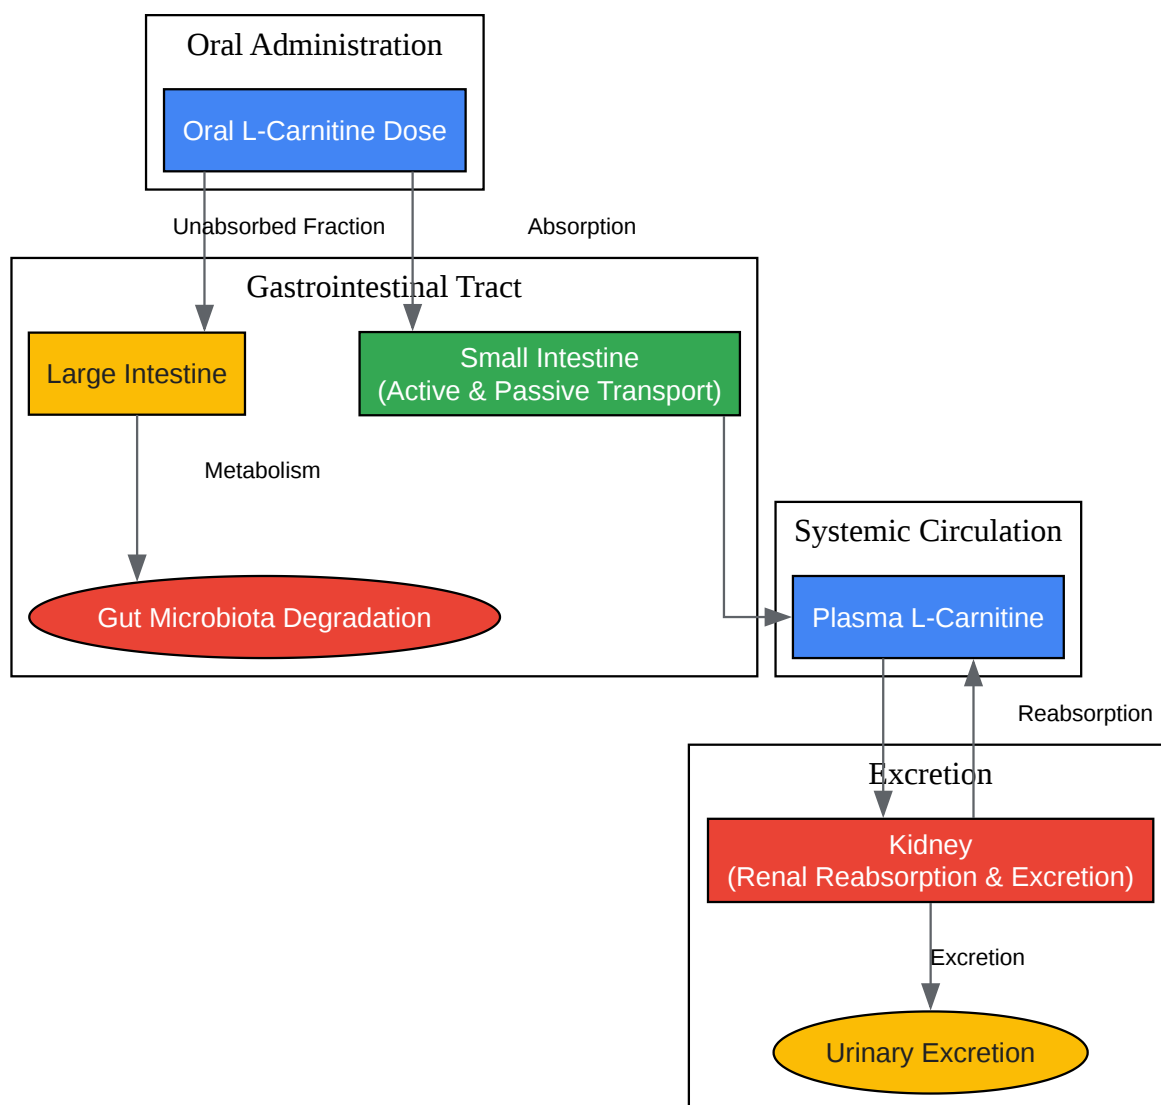 Oral Administration
Oral L-Carnitine Dose
Unabsorbed Fraction
Absorption
Gastrointestinal Tract
Large Intestine
Small Intestine
(Active & Passive Transport)
Metabolism
Systemic Circulation
Gut Microbiota Degradation
Plasma L-Carnitine
Reabsorption
Excretion
Kidney
(Renal Reabsorption & Excretion)
Excretion
Urinary Excretion